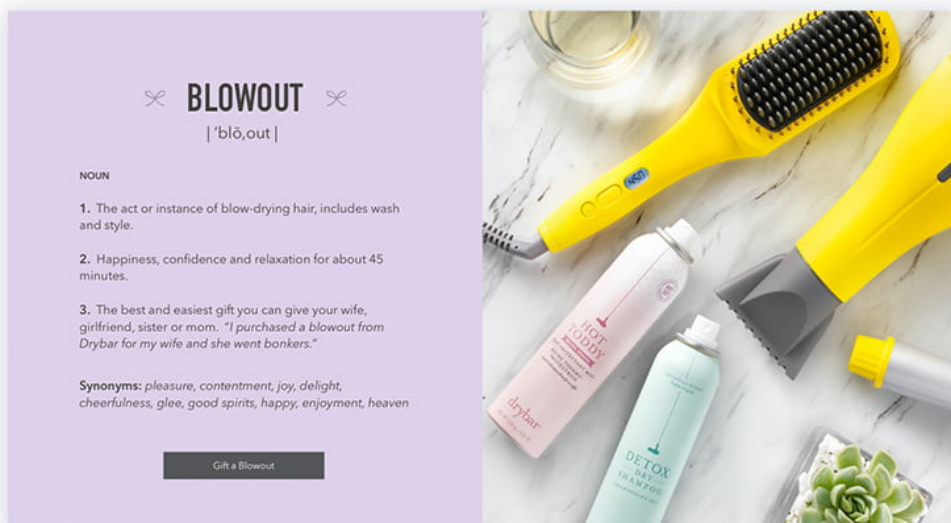 BLOWOUT
| 'blō,out |
NOUN
1. The act or instance of blow-drying hair, includes wash
and style.
2. Happiness, confidence and relaxation for about 45
minutes.
3. The best and easiest gift you can give your wife,
girlfriend, sister or mom. "I purchased a blowout from
Drybar for my wife and she went bonkers."
Synonyms: pleasure, contentment, joy, delight,
cheerfulness, glee, good spirits, happy, enjoyment, heaven
Gift a Blowout
450
HOT
TODDY
drybar
DETOX
DRY
SHAMPOO